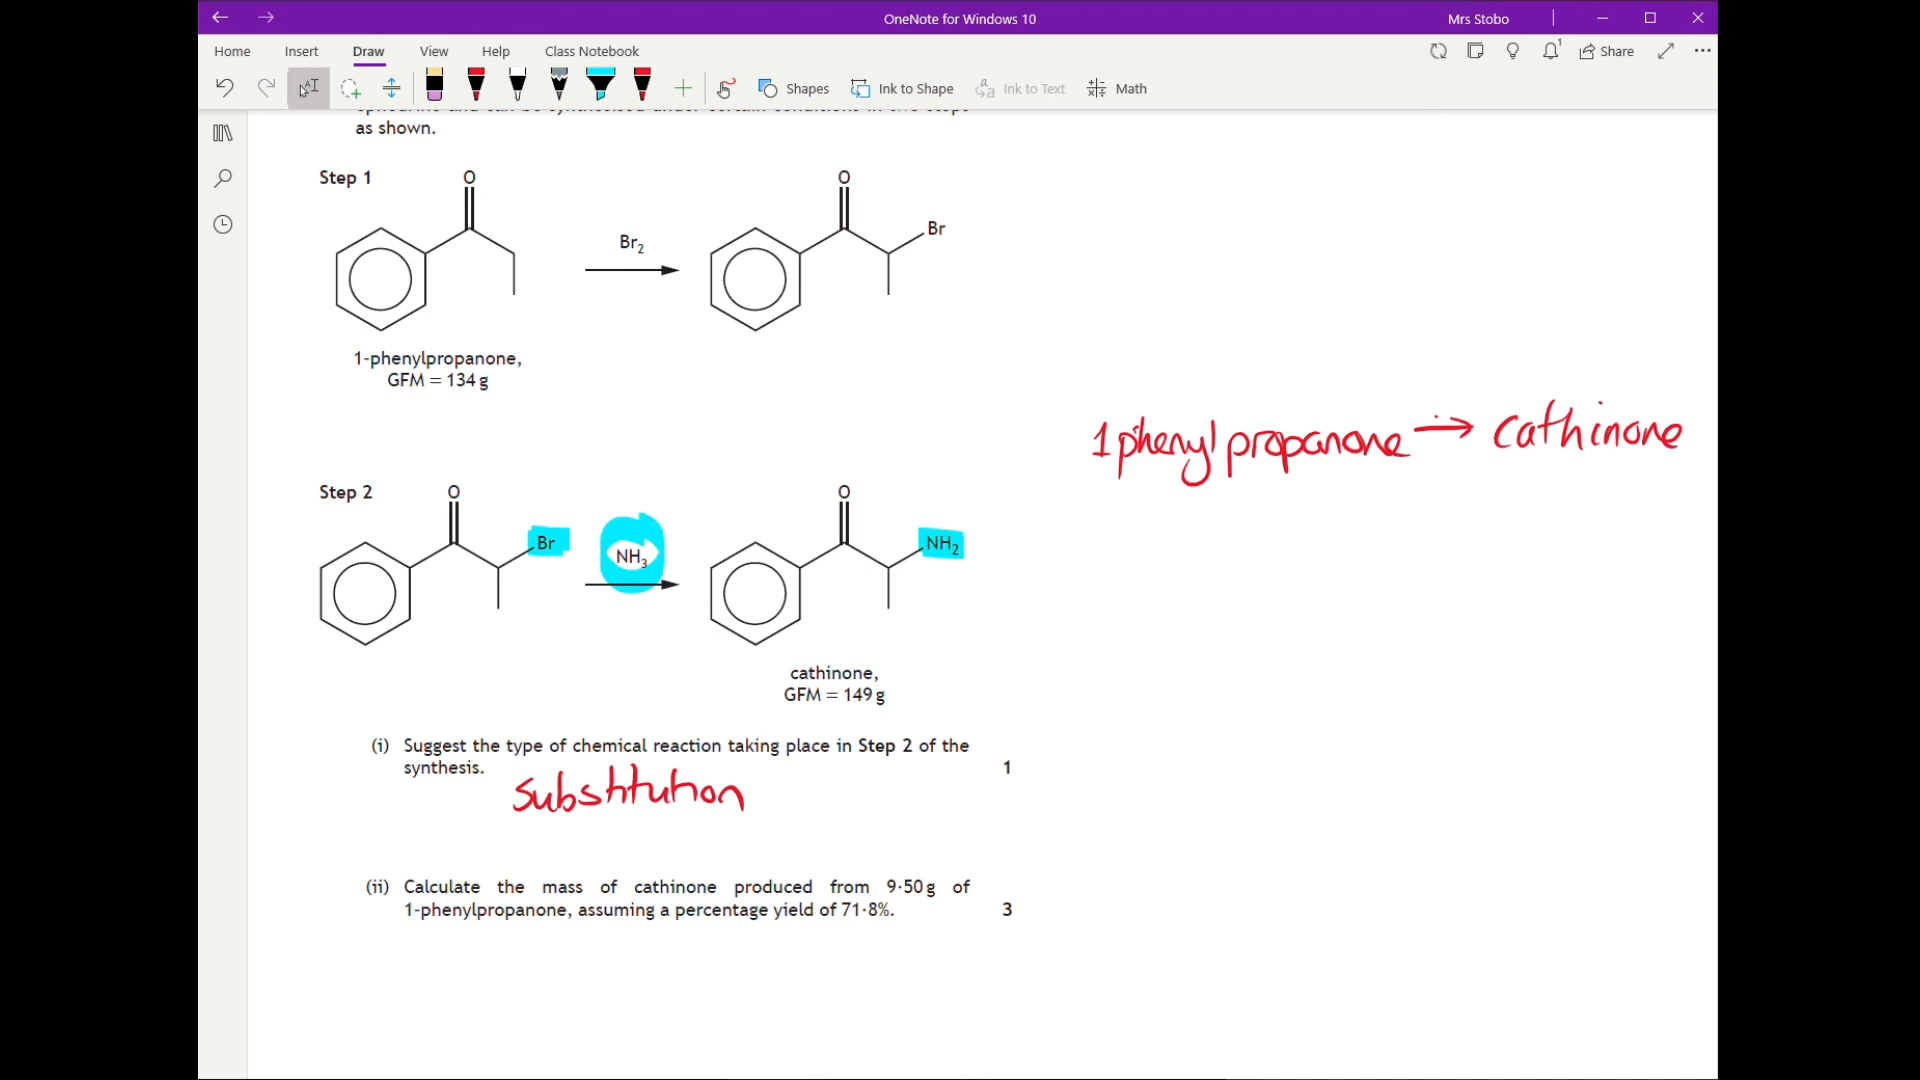 OneNote for Windows 10
Mrs Stobo
Home Insert Draw View Help Class Notebook
1 Share
Shapes Ink to Shape Ink to Text Math
as shown.
Step 1
O
Br₂
O
Br
1-phenylpropanone,
GFM = 134 g
1 phenyl propanone → cathinone
Step 2
O
Br
NH₃
O
NH₂
cathinone,
GFM = 149 g
(i) Suggest the type of chemical reaction taking place in Step 2 of the
synthesis. 1
Substitution
(ii) Calculate the mass of cathinone produced from 9·50 g of
1-phenylpropanone, assuming a percentage yield of 71·8%. 3